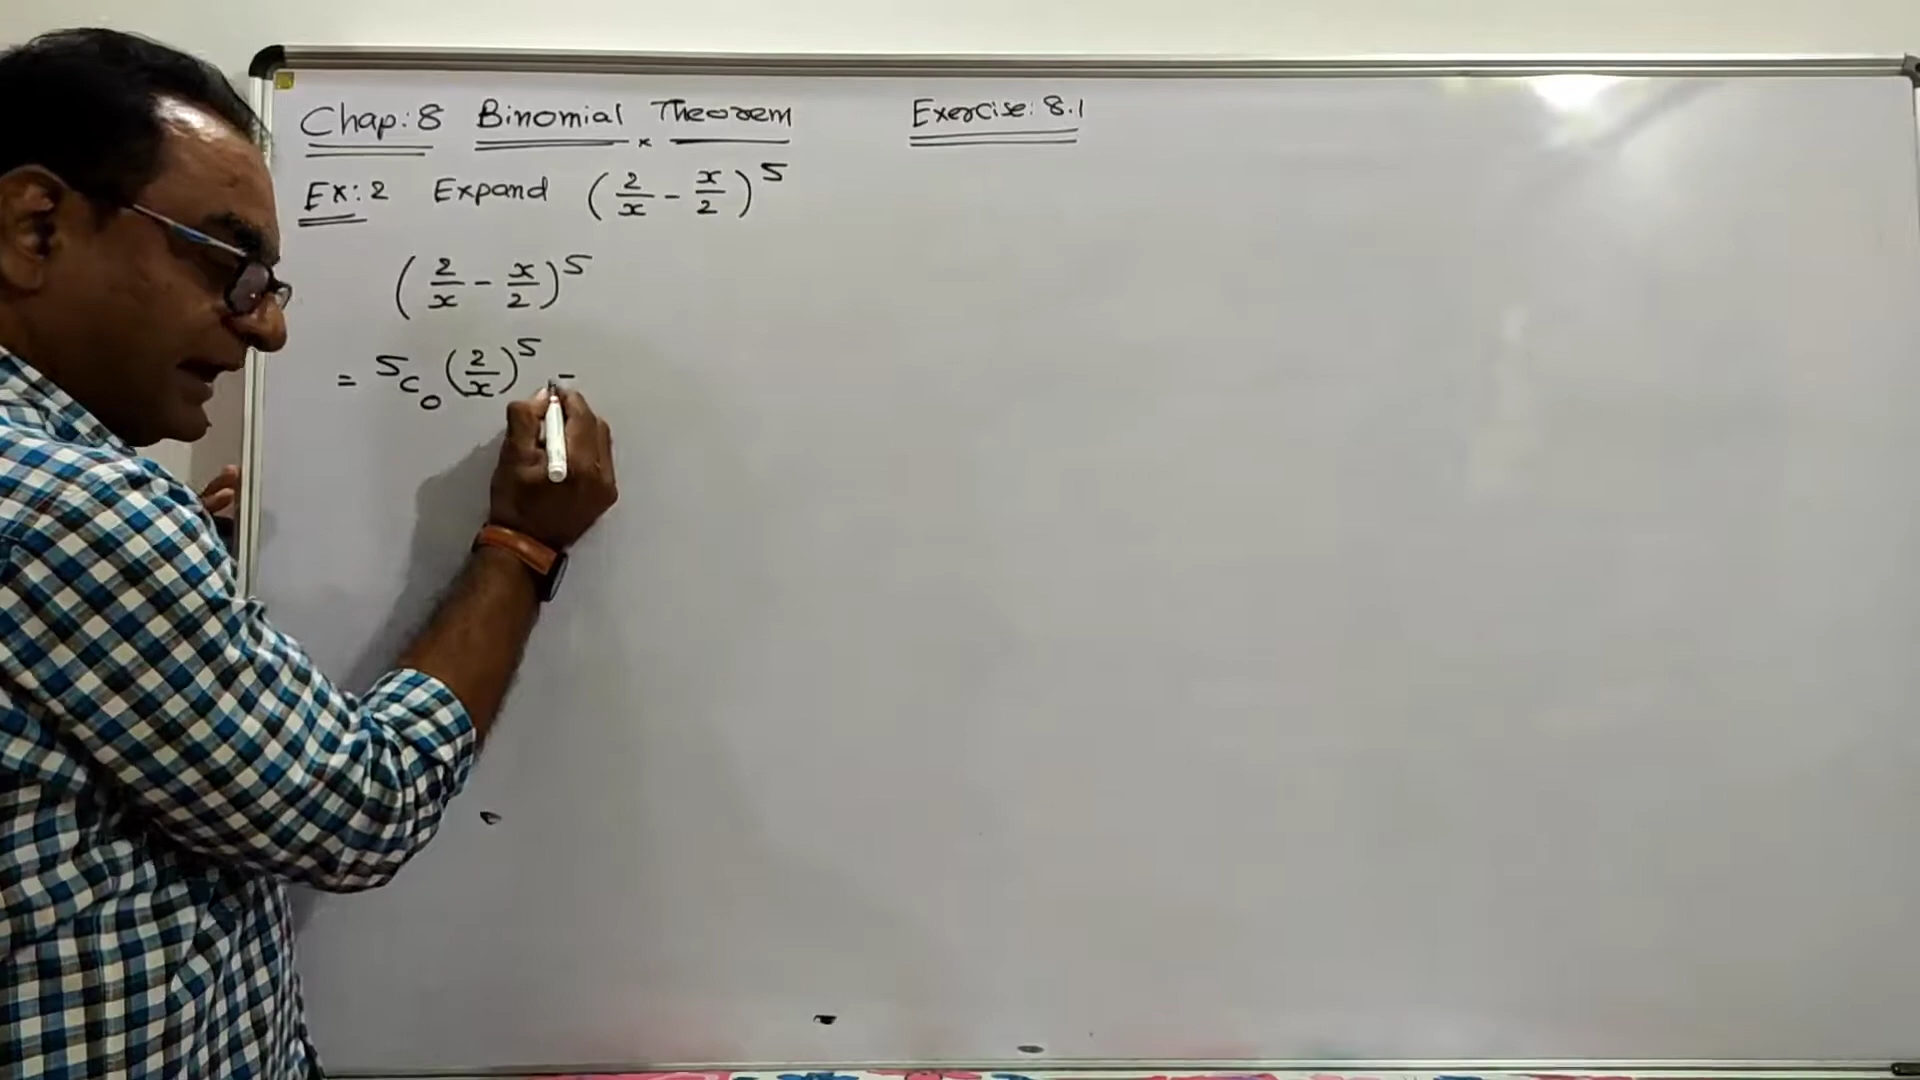 Chap:8 Binomial Theorem Exercise: 8.1
Ex:2 Expand (2/x - x/2)^5
(2/x - x/2)^5
= ⁵C₀ (2/x)^5 -